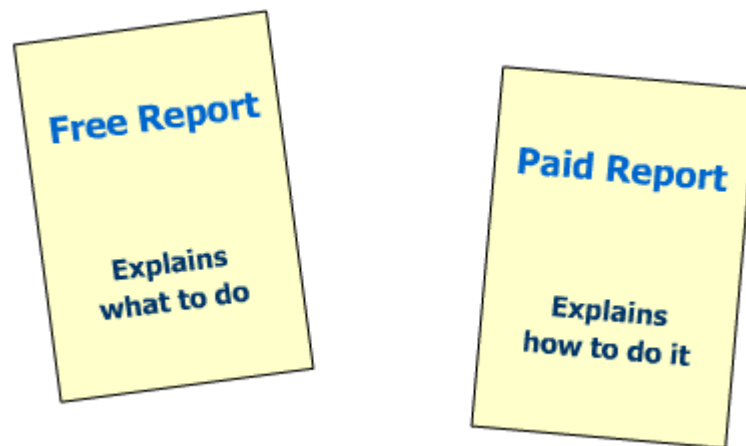 Free Report
Explains
what to do
Paid Report
Explains
how to do it